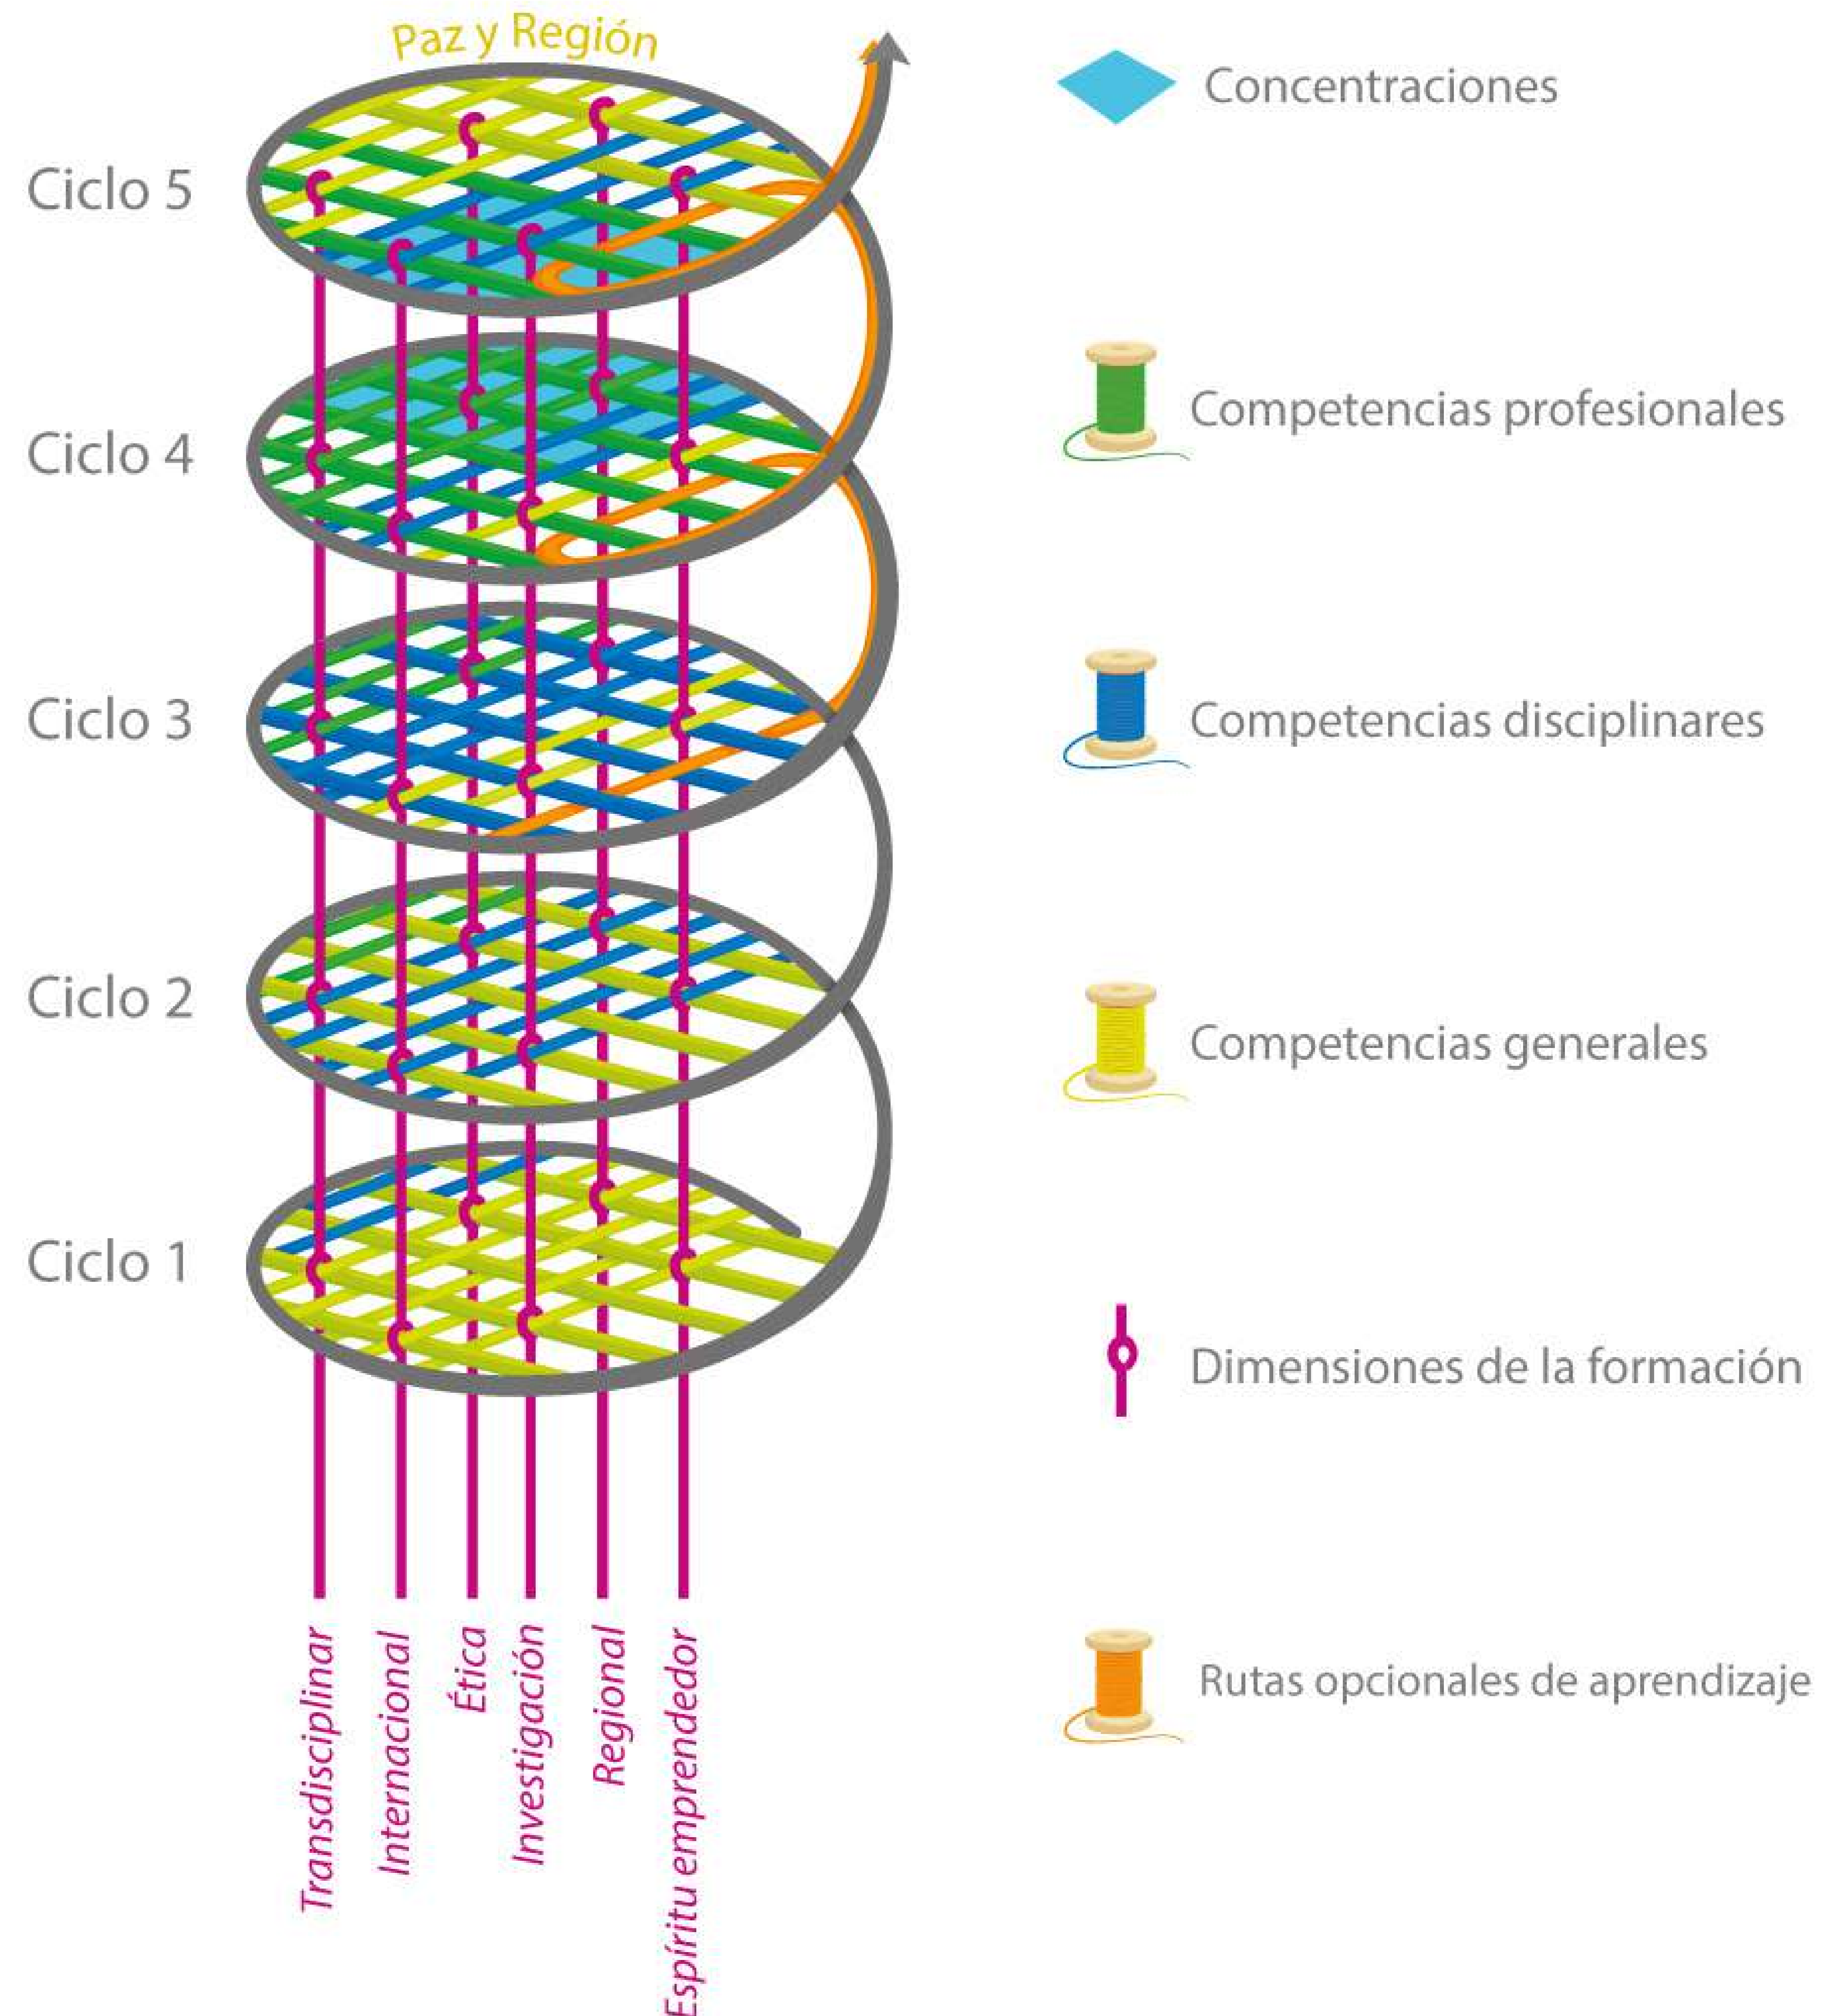 Paz y Región
Ciclo 5
Ciclo 4
Ciclo 3
Ciclo 2
Ciclo 1
Transdisciplinar
Internacional
Ética
Investigación
Regional
Espíritu emprendedor
Concentraciones
Competencias profesionales
Competencias disciplinares
Competencias generales
Dimensiones de la formación
Rutas opcionales de aprendizaje